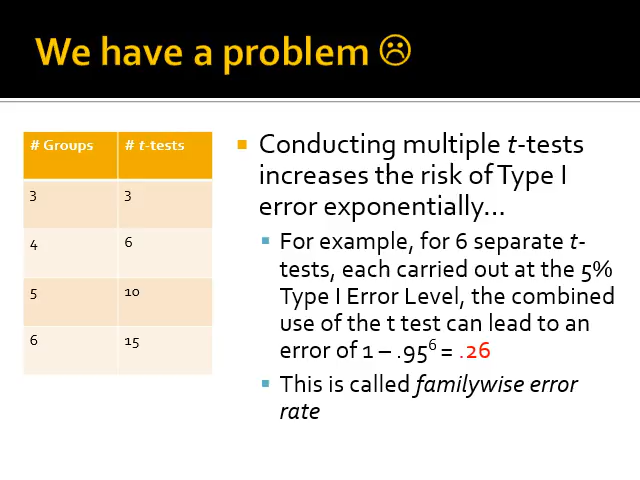 We have a problem ☹
# Groups # t-tests
3 3
4 6
5 10
6 15
Conducting multiple t-tests
increases the risk of Type I
error exponentially…
For example, for 6 separate t-
tests, each carried out at the 5%
Type I Error Level, the combined
use of the t test can lead to an
error of 1 – .95⁶ = .26
This is called familywise error
rate